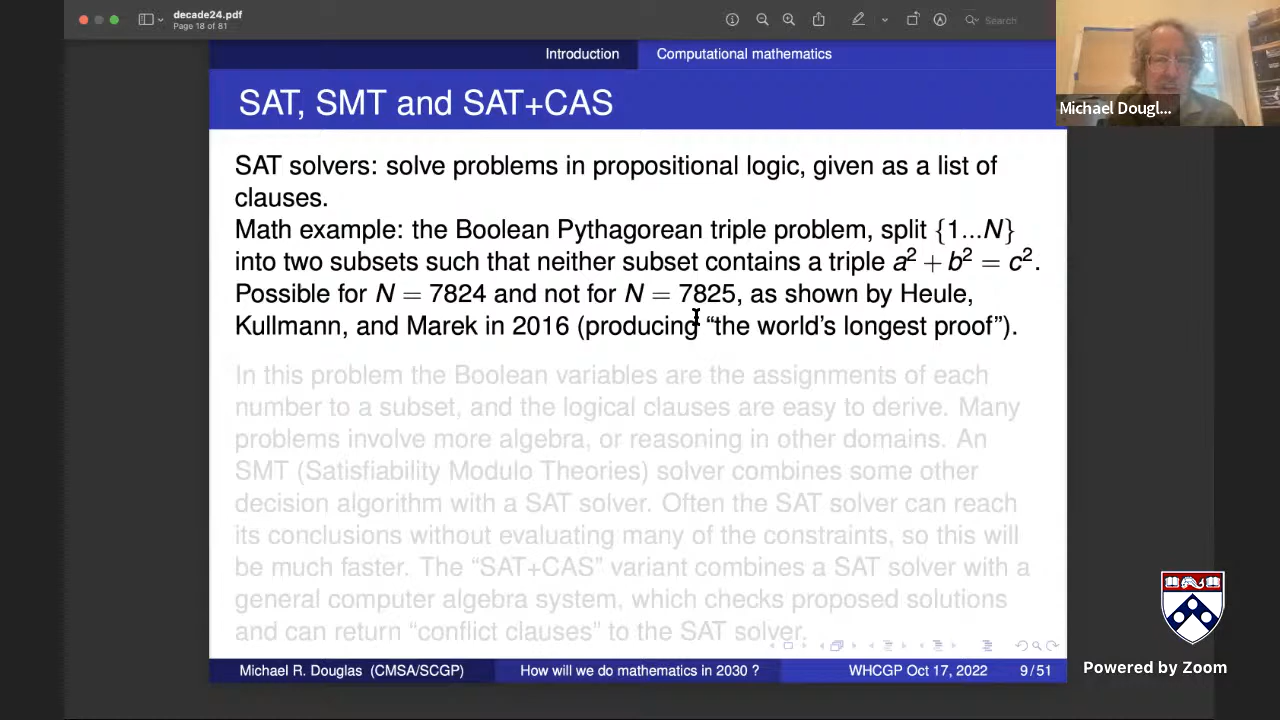 decade24.pdf
Page 18 of 81
Search
Introduction
Computational mathematics
Michael Dougl...
SAT, SMT and SAT+CAS
SAT solvers: solve problems in propositional logic, given as a list of
clauses.
Math example: the Boolean Pythagorean triple problem, split {1...N}
into two subsets such that neither subset contains a triple a² + b² = c².
Possible for N = 7824 and not for N = 7825, as shown by Heule,
Kullmann, and Marek in 2016 (producing “the world’s longest proof”).
In this problem the Boolean variables are the assignments of each
number to a subset, and the logical clauses are easy to derive. Many
problems involve more algebra, or reasoning in other domains. An
SMT (Satisfiability Modulo Theories) solver combines some other
decision algorithm with a SAT solver. Often the SAT solver can reach
its conclusions without evaluating many of the constraints, so this will
be much faster. The “SAT+CAS” variant combines a SAT solver with a
general computer algebra system, which checks proposed solutions
and can return “conflict clauses” to the SAT solver.
Michael R. Douglas (CMSA/SCGP)
How will we do mathematics in 2030 ?
WHCGP Oct 17, 2022
9 / 51
Powered by Zoom